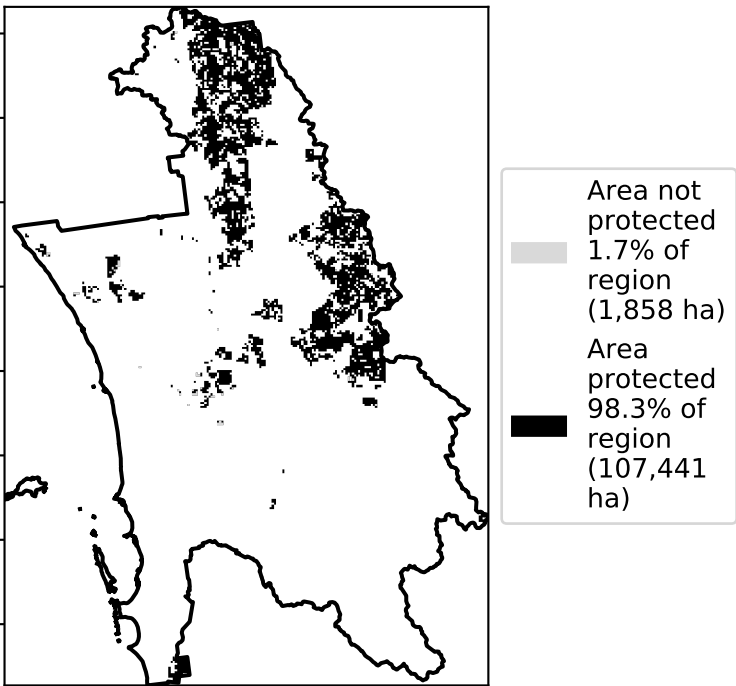 Area not
protected
1.7% of
region
(1,858 ha)
Area
protected
98.3% of
region
(107,441
ha)